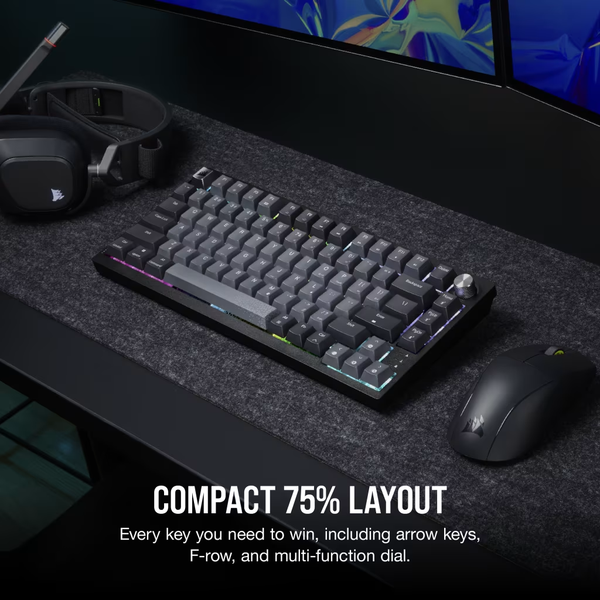 COMPACT 75% LAYOUT
Every key you need to win, including arrow keys,
F-row, and multi-function dial.